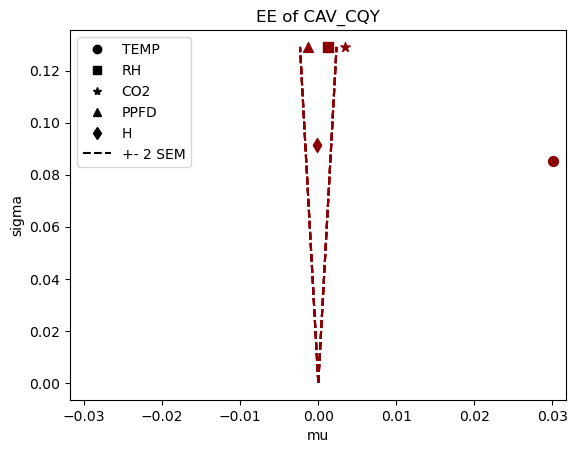 EE of CAV_CQY
TEMP
RH
CO2
PPFD
H
+- 2 SEM
sigma
0.12
0.10
0.08
0.06
0.04
0.02
0.00
−0.03 −0.02 −0.01 0.00 0.01 0.02 0.03
mu